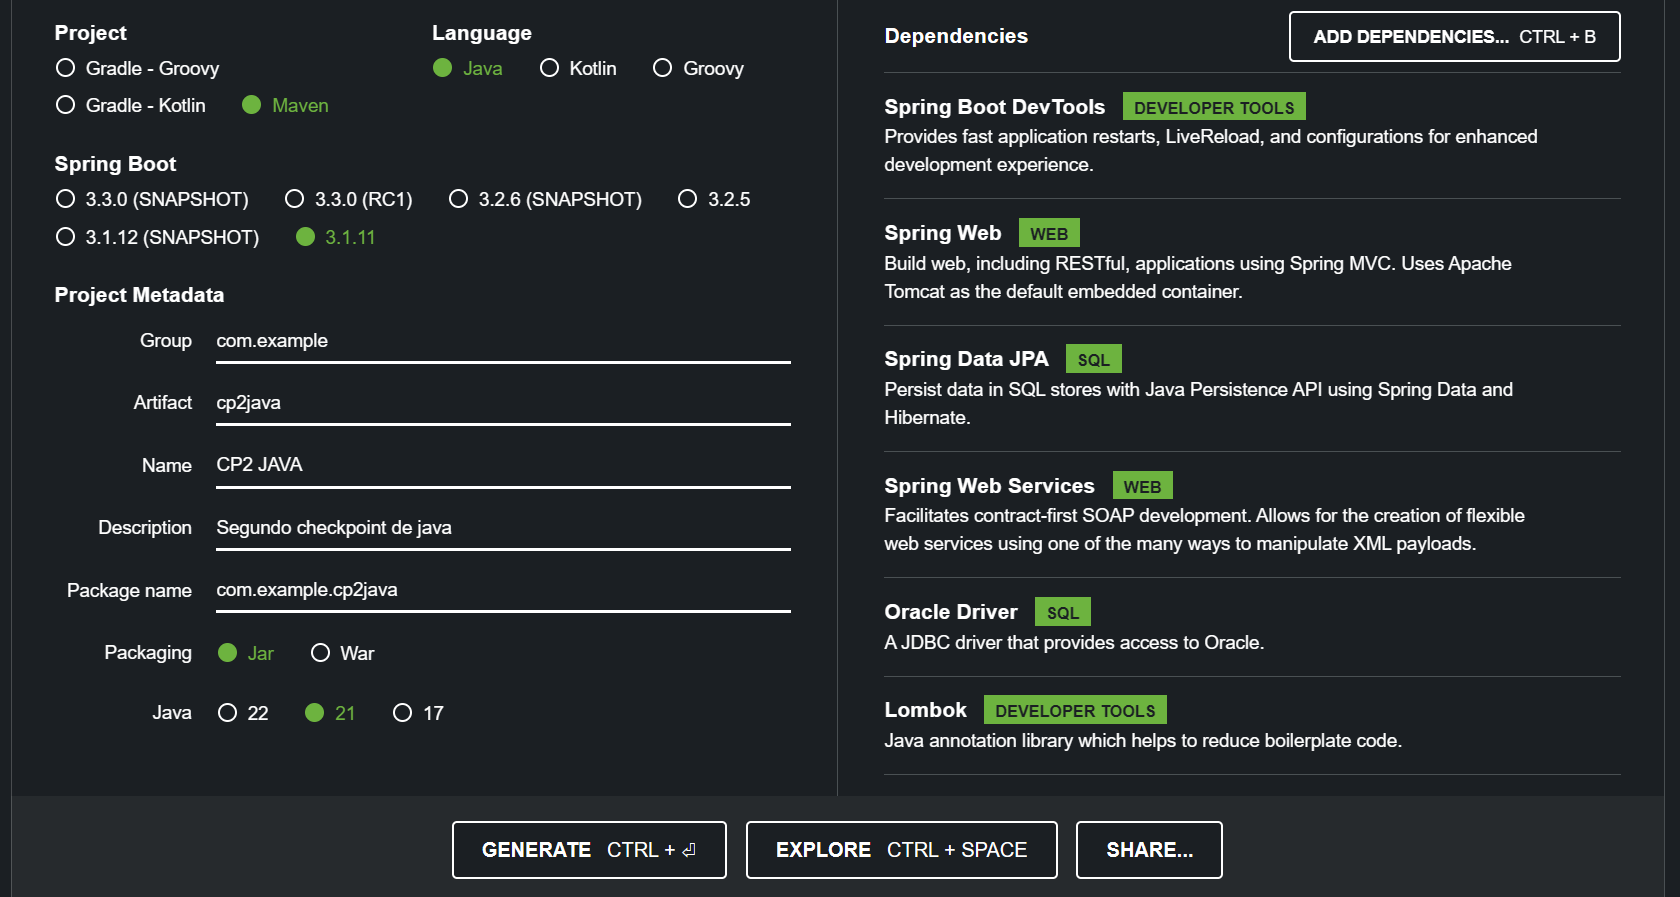 Project
Gradle - Groovy
Gradle - Kotlin Maven
Language
Java Kotlin Groovy
Spring Boot
3.3.0 (SNAPSHOT) 3.3.0 (RC1) 3.2.6 (SNAPSHOT) 3.2.5
3.1.12 (SNAPSHOT) 3.1.11
Project Metadata
Group com.example
Artifact cp2java
Name CP2 JAVA
Description Segundo checkpoint de java
Package name com.example.cp2java
Packaging Jar War
Java 22 21 17
Dependencies ADD DEPENDENCIES... CTRL + B
Spring Boot DevTools DEVELOPER TOOLS
Provides fast application restarts, LiveReload, and configurations for enhanced
development experience.
Spring Web WEB
Build web, including RESTful, applications using Spring MVC. Uses Apache
Tomcat as the default embedded container.
Spring Data JPA SQL
Persist data in SQL stores with Java Persistence API using Spring Data and
Hibernate.
Spring Web Services WEB
Facilitates contract-first SOAP development. Allows for the creation of flexible
web services using one of the many ways to manipulate XML payloads.
Oracle Driver SQL
A JDBC driver that provides access to Oracle.
Lombok DEVELOPER TOOLS
Java annotation library which helps to reduce boilerplate code.
GENERATE CTRL + ⏎ EXPLORE CTRL + SPACE SHARE...